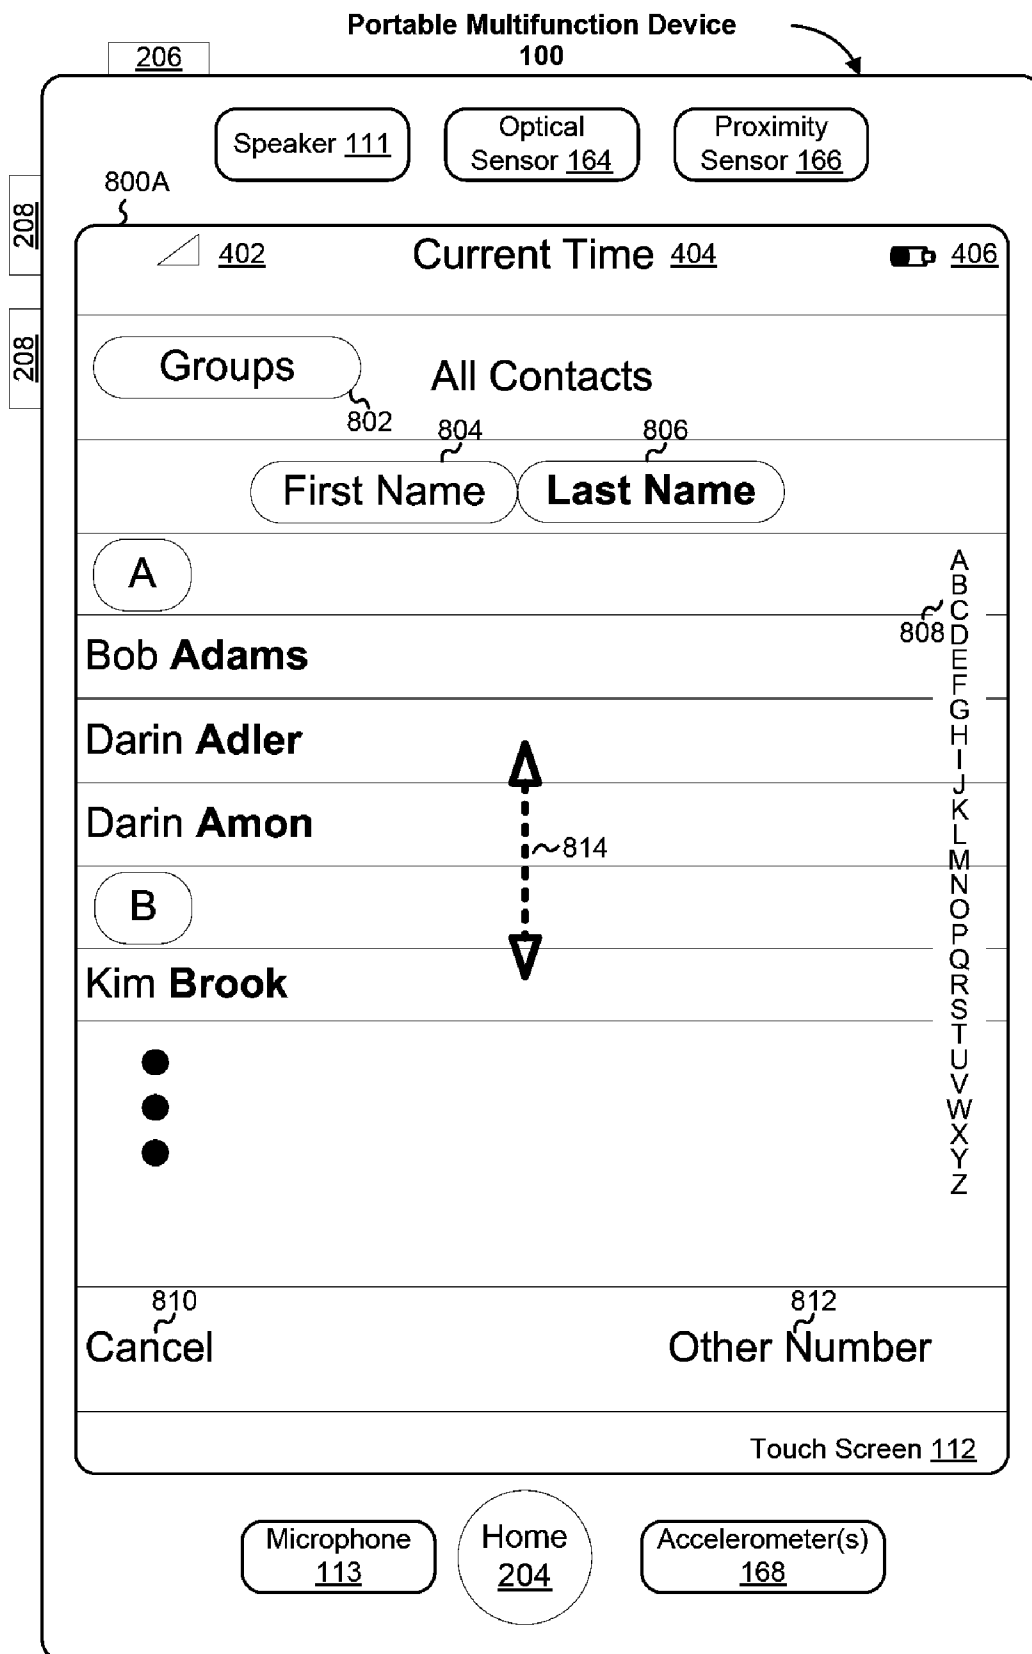 Portable Multifunction Device
100
206
Speaker 111
Optical
Sensor 164
Proximity
Sensor 166
800A
208
208
402
Current Time 404
406
Groups
All Contacts
802
804
806
First Name
Last Name
A
Bob Adams
Darin Adler
Darin Amon
814
B
Kim Brook
808
A
B
C
D
E
F
G
H
I
J
K
L
M
N
O
P
Q
R
S
T
U
V
W
X
Y
Z
810
812
Cancel
Other Number
Touch Screen 112
Microphone
113
Home
204
Accelerometer(s)
168